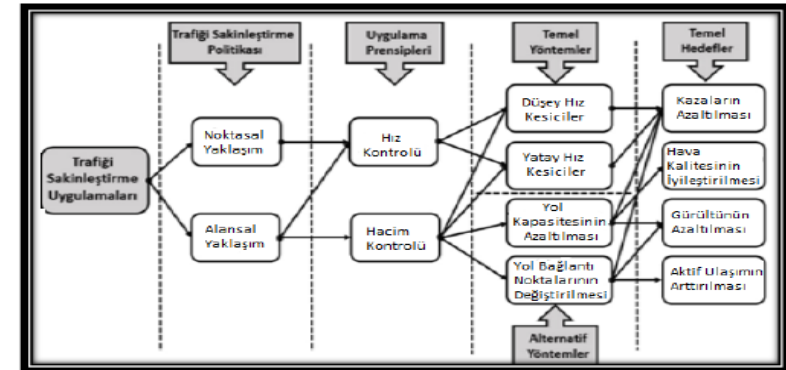 Trafiği Sakinleştirme
Politikası
Uygulama
Prensipleri
Temel
Yöntemler
Temel
Hedefler
Trafiği
Sakinleştirme
Uygulamaları
Noktasal
Yaklaşım
Alansal
Yaklaşım
Hız
Kontrolü
Hacim
Kontrolü
Düşey Hız
Kesiciler
Yatay Hız
Kesiciler
Yol
Kapasitesinin
Azaltılması
Yol Bağlantı
Noktalarının
Değiştirilmesi
Kazaların
Azaltılması
Hava
Kalitesinin
İyileştirilmesi
Gürültünün
Azaltılması
Aktif Ulaşımın
Arttırılması
Alternatif
Yöntemler